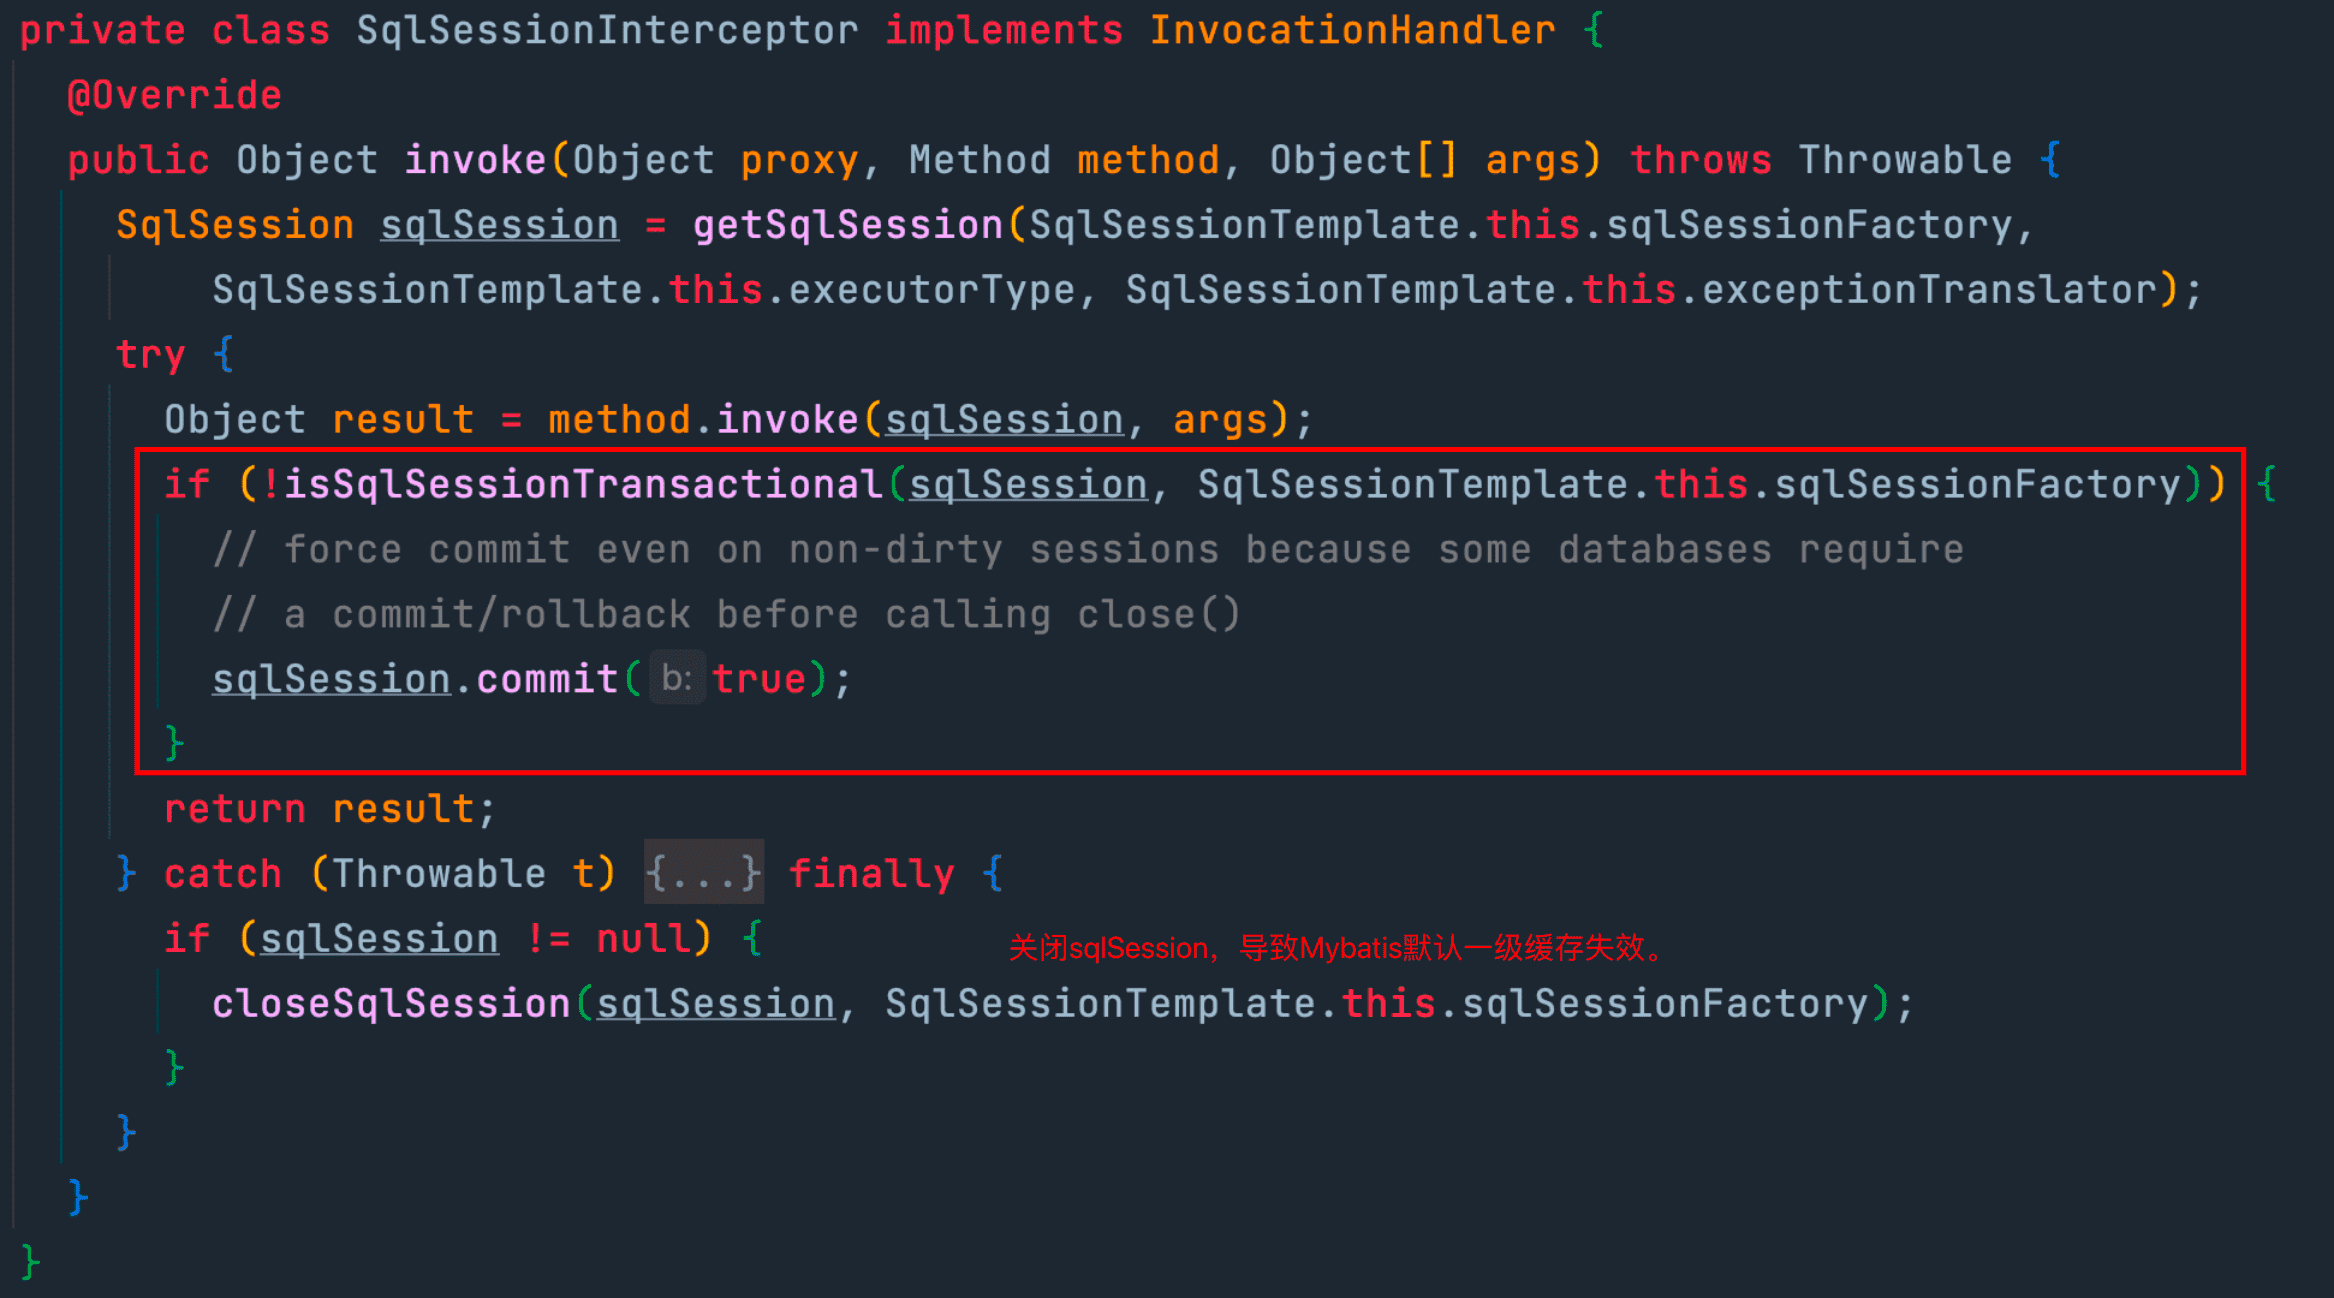 private class SqlSessionInterceptor implements InvocationHandler {
@Override
public Object invoke(Object proxy, Method method, Object[] args) throws Throwable {
SqlSession sqlSession = getSqlSession(SqlSessionTemplate.this.sqlSessionFactory,
SqlSessionTemplate.this.executorType, SqlSessionTemplate.this.exceptionTranslator);
try {
Object result = method.invoke(sqlSession, args);
if (!isSqlSessionTransactional(sqlSession, SqlSessionTemplate.this.sqlSessionFactory)) {
// force commit even on non-dirty sessions because some databases require
// a commit/rollback before calling close()
sqlSession.commit( b: true);
}
return result;
} catch (Throwable t) {...} finally {
if (sqlSession != null) {
关闭sqlSession，导致Mybatis默认一级缓存失效。
closeSqlSession(sqlSession, SqlSessionTemplate.this.sqlSessionFactory);
}
}
}
}